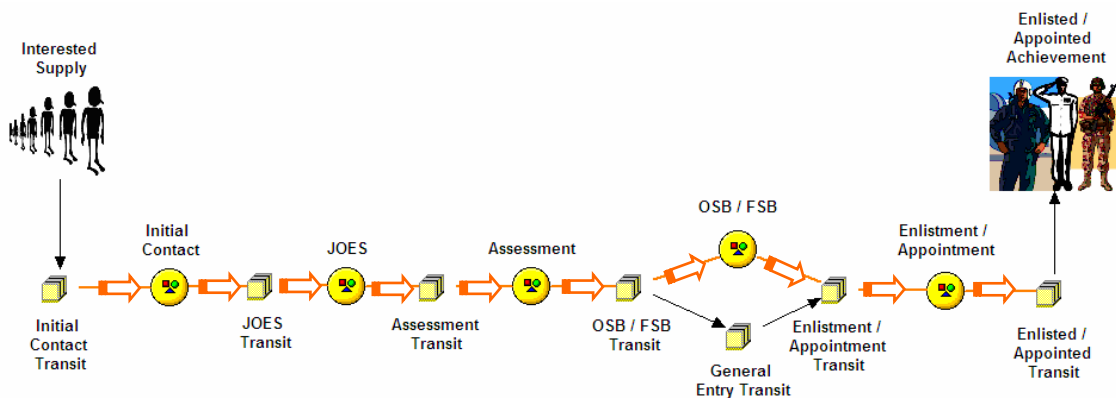 Interested
Supply
Enlisted /
Appointed
Achievement
Initial
Contact
JOES
Assessment
OSB / FSB
Enlistment /
Appointment
Initial
Contact
Transit
JOES
Transit
Assessment
Transit
OSB / FSB
Transit
General
Entry Transit
Enlistment /
Appointment
Transit
Enlisted /
Appointed
Transit